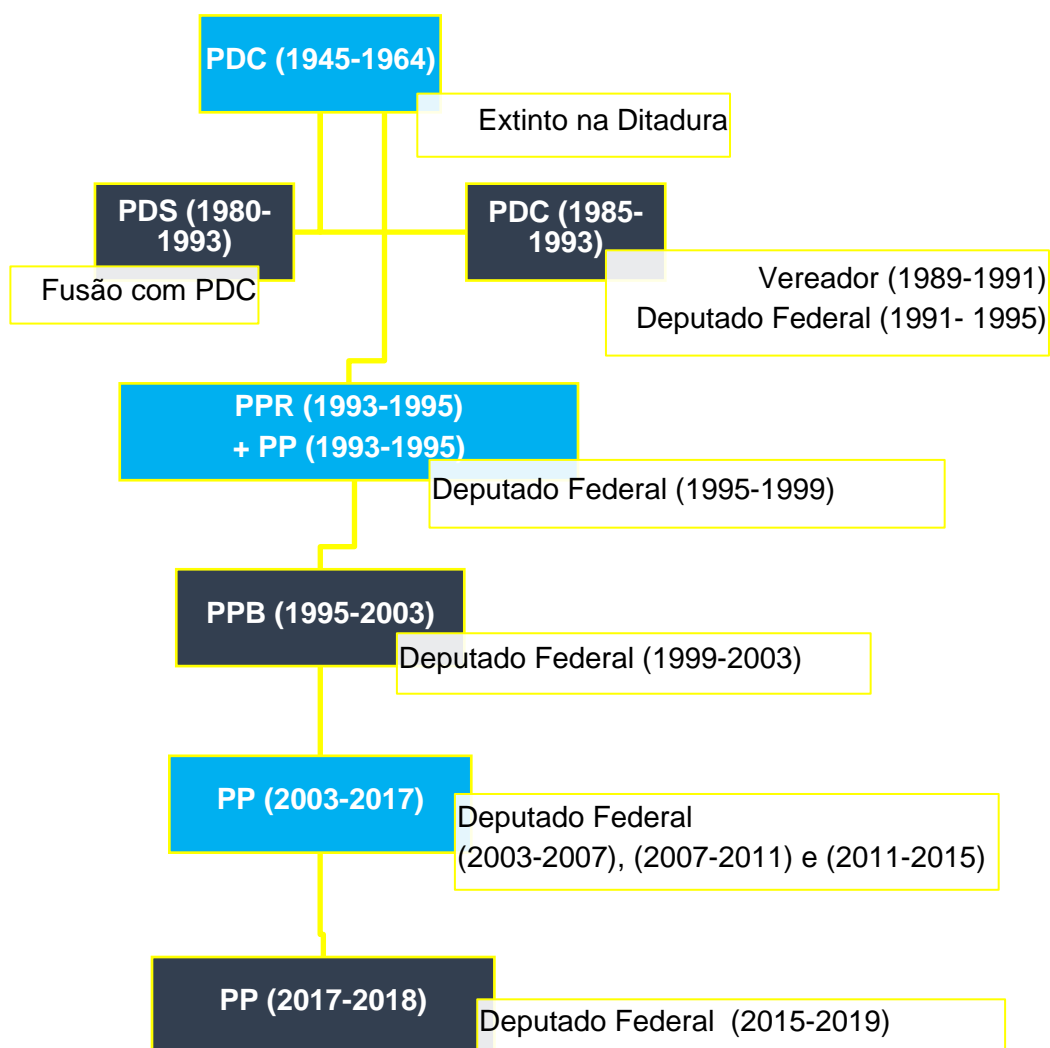 PDC (1945-1964)
Extinto na Ditadura
PDS (1980-
1993)
Fusão com PDC
PDC (1985-
1993)
Vereador (1989-1991)
Deputado Federal (1991- 1995)
PPR (1993-1995)
+ PP (1993-1995)
Deputado Federal (1995-1999)
PPB (1995-2003)
Deputado Federal (1999-2003)
PP (2003-2017)
Deputado Federal
(2003-2007), (2007-2011) e (2011-2015)
PP (2017-2018)
Deputado Federal  (2015-2019)